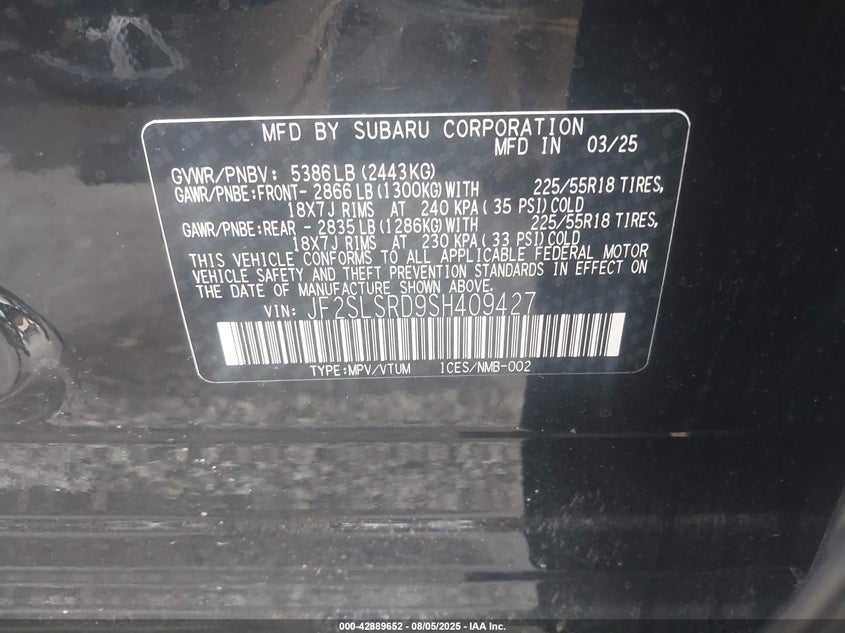 MFD BY SUBARU CORPORATION
MFD IN 03/25
GVWR/PNBV: 5386LB (2443KG)
GAWR/PNBE:FRONT- 2866 LB (1300KG) WITH 225/55R18 TIRES,
18X7J RIMS AT 240 KPA ( 35 PSI) COLD
GAWR/PNBE:REAR - 2835 LB (1286KG) WITH 225/55R18 TIRES,
18X7J RIMS AT 230 KPA ( 33 PSI) COLD
THIS VEHICLE CONFORMS TO ALL APPLICABLE FEDERAL MOTOR
VEHICLE SAFETY AND THEFT PREVENTION STANDARDS IN EFFECT ON
THE DATE OF MANUFACTURE SHOWN ABOVE.
VIN: JF2SLSRD9SH409427
TYPE:MPV/VTUM ICES/NMB-002
000-42889652 - 08/05/2025 - IAA Inc.